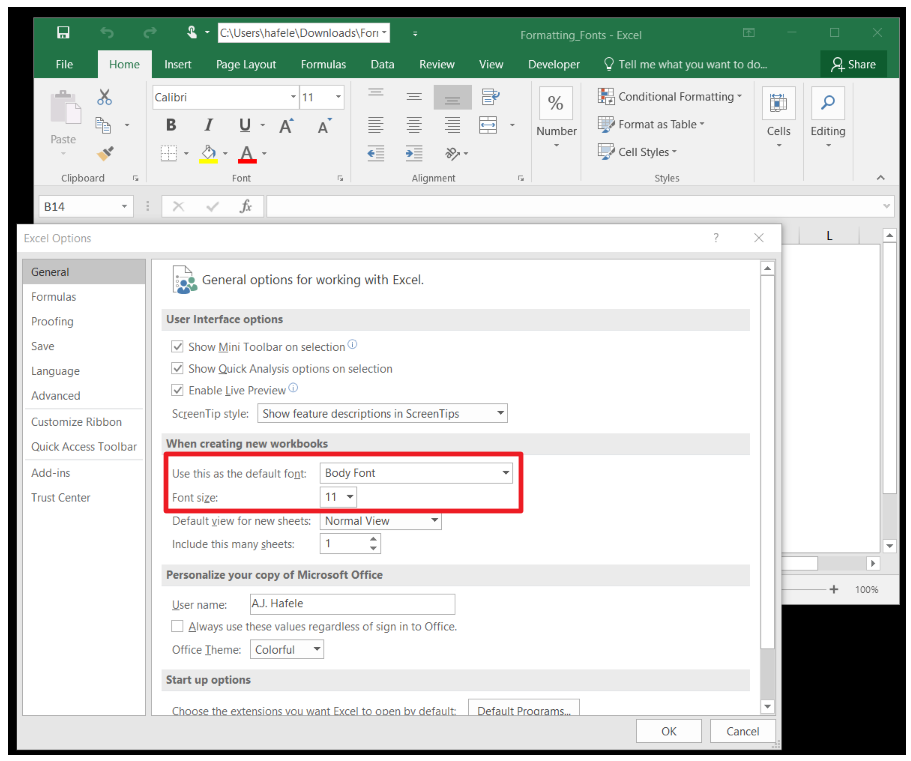 C:\Users\hafele\Downloads\Forr
Formatting_Fonts - Excel
File Home Insert Page Layout Formulas Data Review View Developer Tell me what you want to do... Share
Calibri 11
Conditional Formatting
%
Format as Table
Paste
B I U A A
Number
Cells
Editing
Cell Styles
A
Clipboard Font Alignment Styles
B14 fx
L
Excel Options ?
General
Formulas
Proofing
Save
Language
Advanced
Customize Ribbon
Quick Access Toolbar
Add-ins
Trust Center
General options for working with Excel.
User Interface options
Show Mini Toolbar on selection
Show Quick Analysis options on selection
Enable Live Preview
ScreenTip style: Show feature descriptions in ScreenTips
When creating new workbooks
Use this as the default font: Body Font
Font size: 11
Default view for new sheets: Normal View
Include this many sheets: 1
Personalize your copy of Microsoft Office
User name: A.J. Hafele
Always use these values regardless of sign in to Office.
Office Theme: Colorful
Start up options
Choose the extensions you want Excel to open by default: Default Programs...
OK Cancel
100%